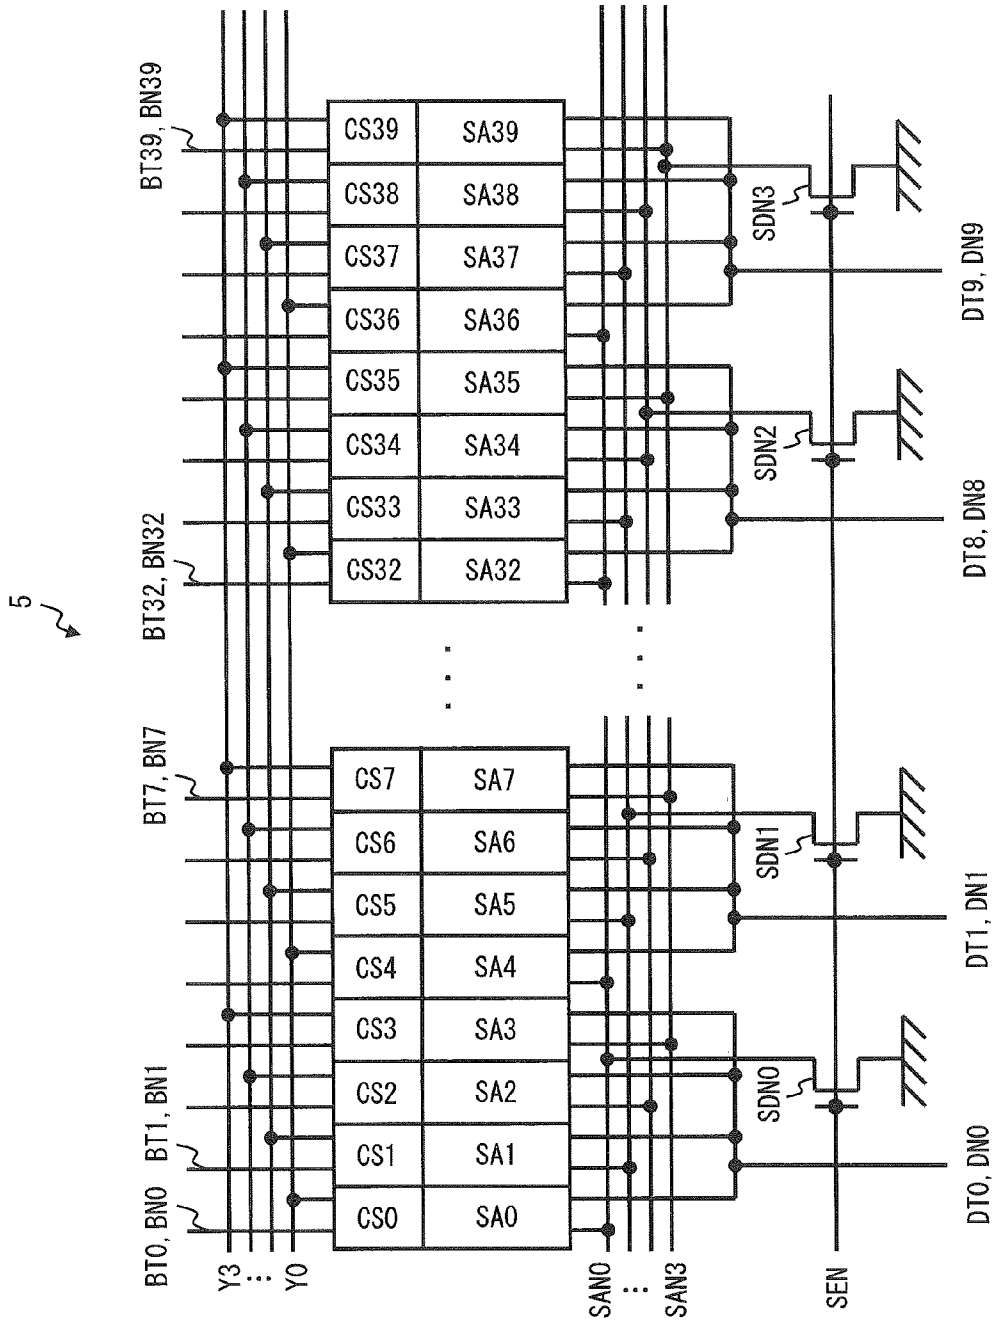 5
BT0, BN0
BT1, BN1
BT7, BN7
BT32, BN32
BT39, BN39
Y3
⋮
Y0
CS0
CS1
CS2
CS3
CS4
CS5
CS6
CS7
. . .
CS32
CS33
CS34
CS35
CS36
CS37
CS38
CS39
SA0
SA1
SA2
SA3
SA4
SA5
SA6
SA7
SA32
SA33
SA34
SA35
SA36
SA37
SA38
SA39
SAN0
⋮
SAN3
. . .
SDN0
SDN1
SDN2
SDN3
SEN
DT0, DN0
DT1, DN1
DT8, DN8
DT9, DN9